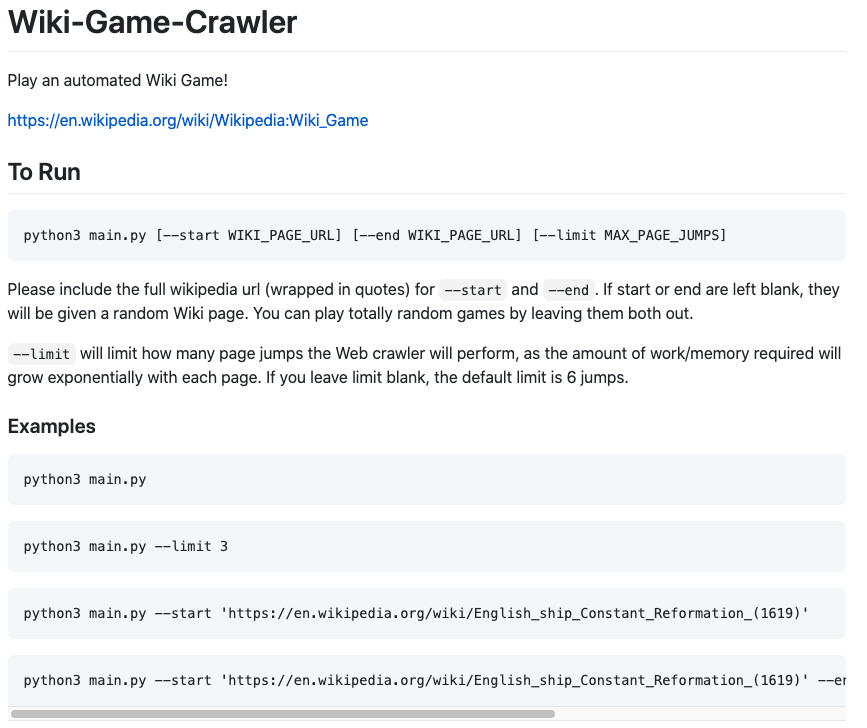 Wiki-Game-Crawler
Play an automated Wiki Game!
https://en.wikipedia.org/wiki/Wikipedia:Wiki_Game
To Run
python3 main.py [--start WIKI_PAGE_URL] [--end WIKI_PAGE_URL] [--limit MAX_PAGE_JUMPS]
Please include the full wikipedia url (wrapped in quotes) for --start and --end. If start or end are left blank, they
will be given a random Wiki page. You can play totally random games by leaving them both out.
--limit will limit how many page jumps the Web crawler will perform, as the amount of work/memory required will
grow exponentially with each page. If you leave limit blank, the default limit is 6 jumps.
Examples
python3 main.py
python3 main.py --limit 3
python3 main.py --start 'https://en.wikipedia.org/wiki/English_ship_Constant_Reformation_(1619)'
python3 main.py --start 'https://en.wikipedia.org/wiki/English_ship_Constant_Reformation_(1619)'